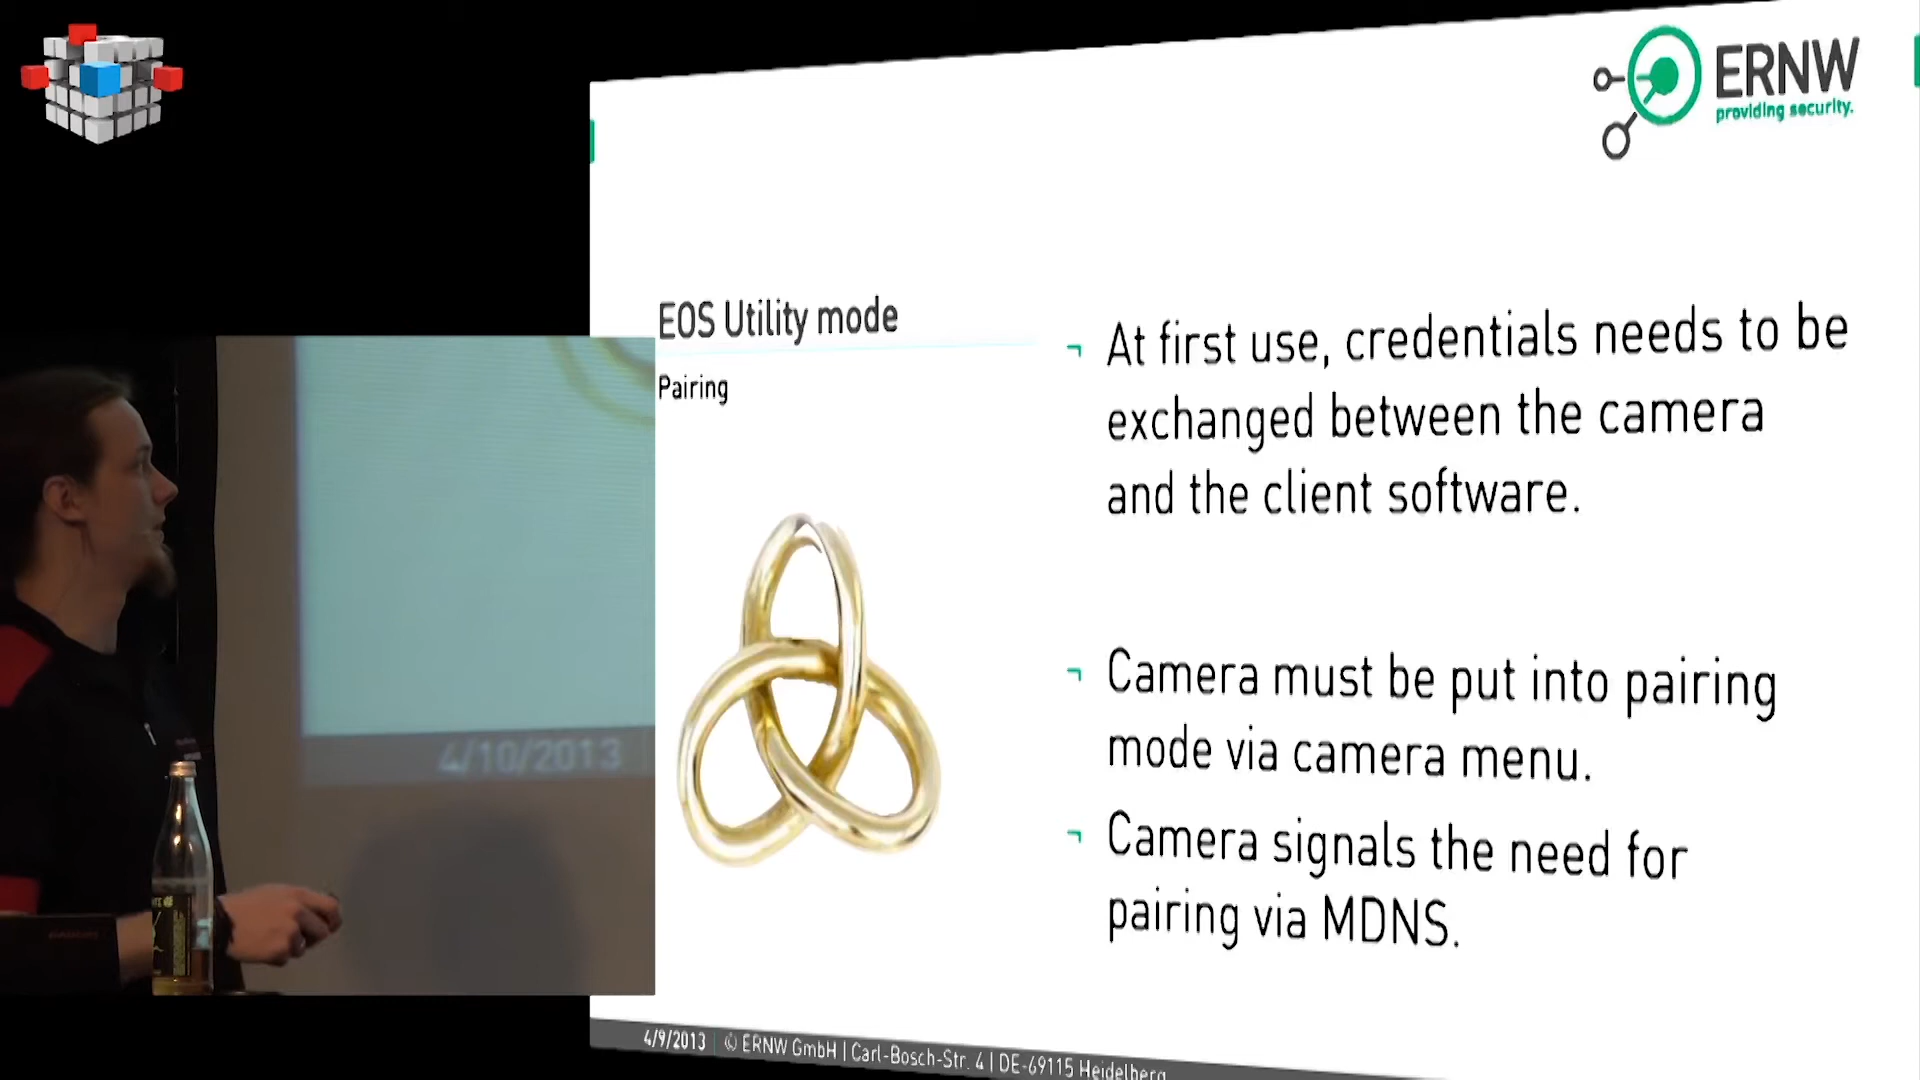 ERNW
providing security.
EOS Utility mode
Pairing
¬ At first use, credentials needs to be
exchanged between the camera
and the client software.
¬ Camera must be put into pairing
mode via camera menu.
¬ Camera signals the need for
pairing via MDNS.
4/10/2013
4/9/2013 | © ERNW GmbH | Carl-Bosch-Str. 4 | DE-69115 Heidelberg